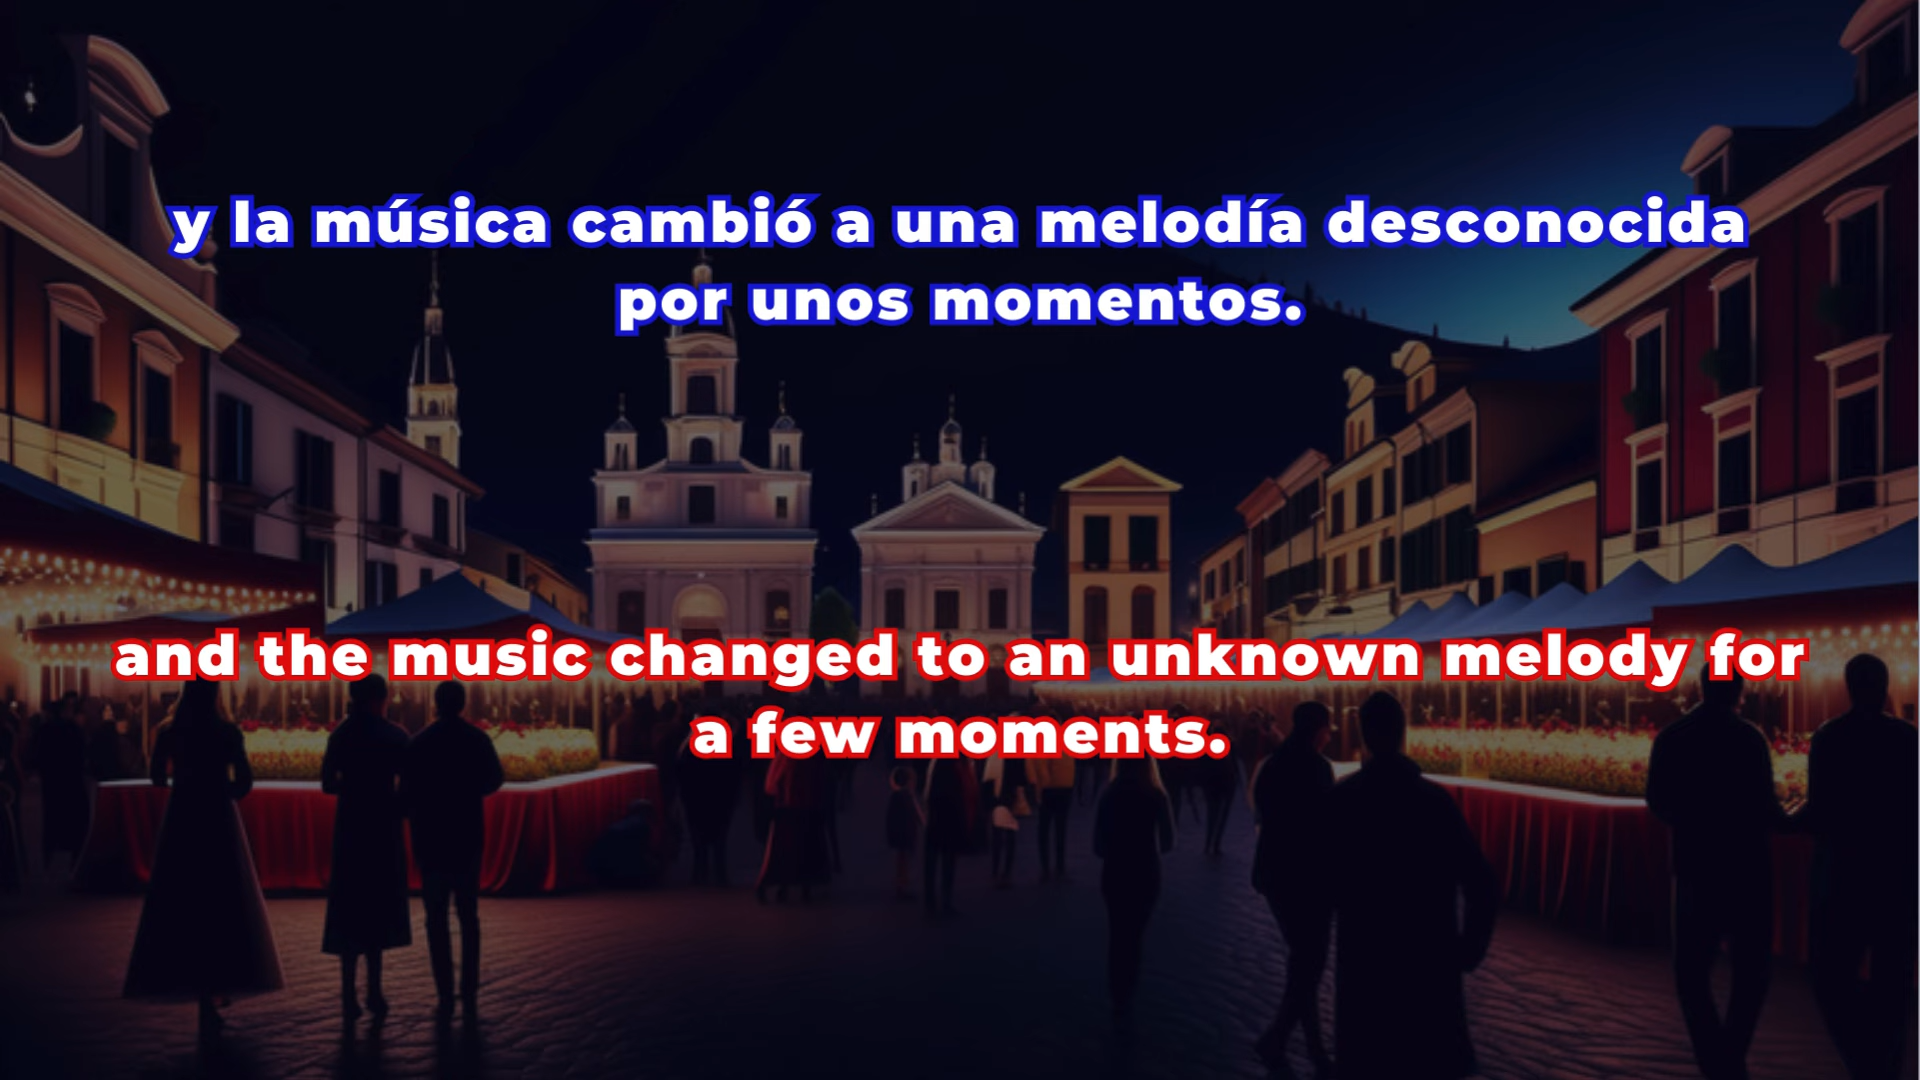 y la música cambió a una melodía desconocida
por unos momentos.
and the music changed to an unknown melody for
a few moments.